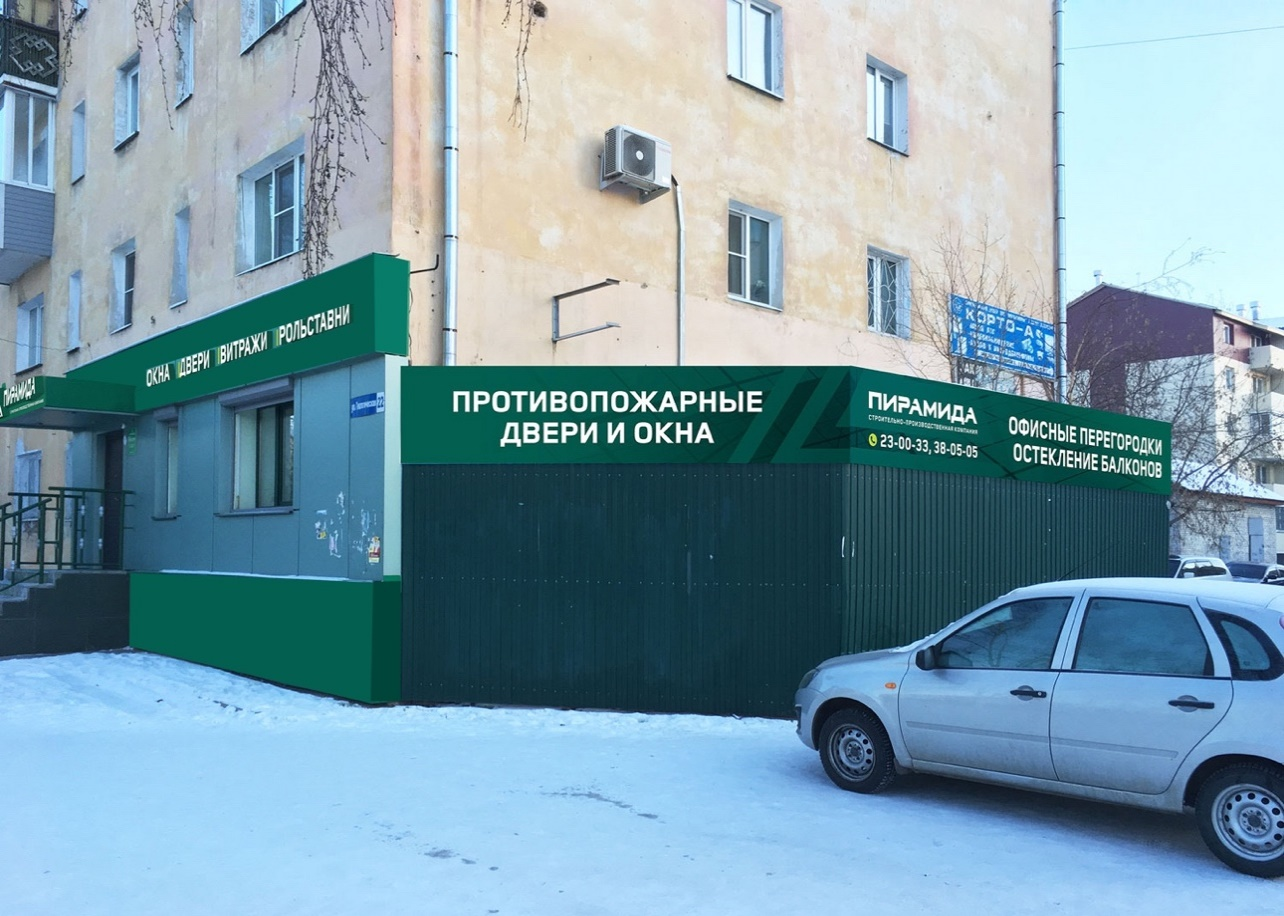 ОКНА ДВЕРИ ВИТРАЖИ РОЛЬСТАВНИ
ПИРАМИДА
ПРОТИВОПОЖАРНЫЕ
ДВЕРИ И ОКНА
ПИРАМИДА
СТРОИТЕЛЬНО-ПРОИЗВОДСТВЕННАЯ КОМПАНИЯ
23-00-33, 38-05-05
ОФИСНЫЕ ПЕРЕГОРОДКИ
ОСТЕКЛЕНИЕ БАЛКОНОВ
КОРТО-А